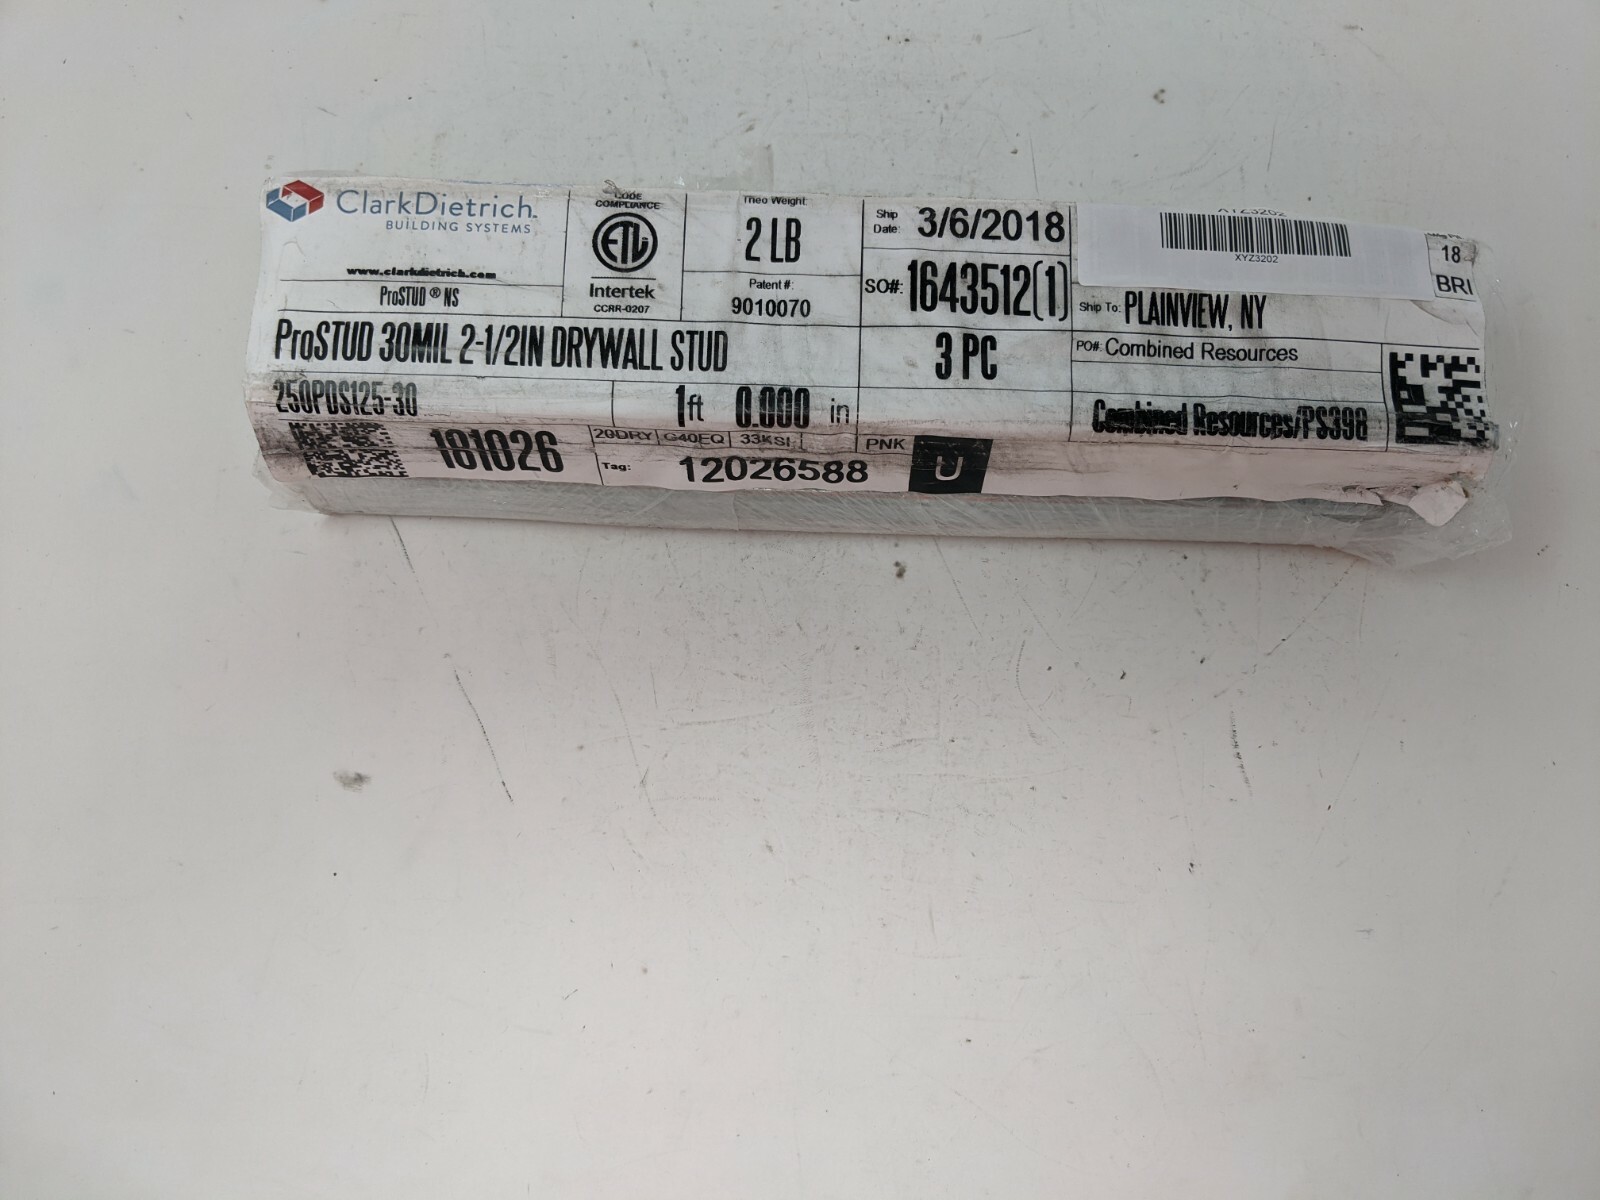 ClarkDietrich™
BUILDING SYSTEMS
www.clarkdietrich.com
ProSTUD® NS
CODE
COMPLIANCE
ETL
Intertek
CCRR-0207
Theo Weight:
2 LB
Patent #:
9010070
Ship
Date:
3/6/2018
SO#: 1643512(1)
XYZ3202
XYZ3202
18
BRI
Ship To: PLAINVIEW, NY
ProSTUD 30MIL 2-1/2IN DRYWALL STUD
3 PC
PO#: Combined Resources
250PDS125-30
1ft 0.000 in
Combined Resources/PS398
181026
20DRY G40EQ 33KSI
PNK
Tag: 12026588
U